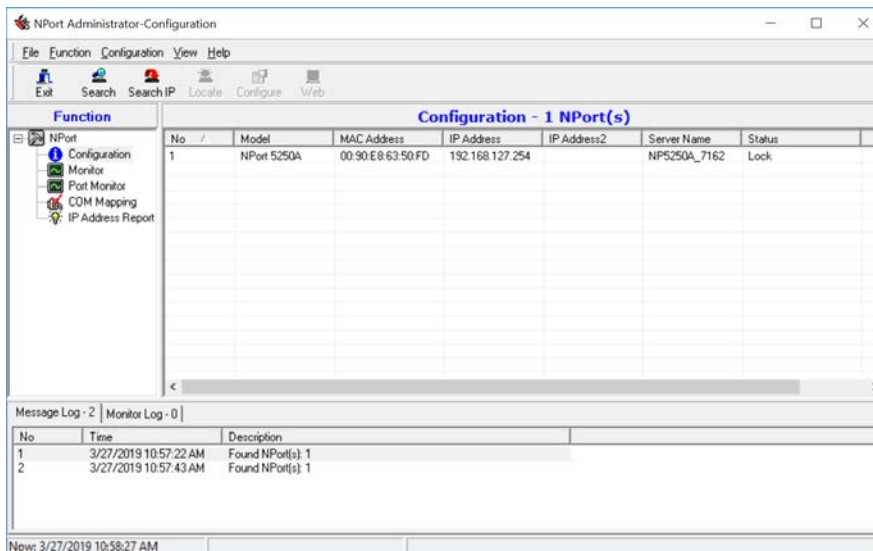 NPort Administrator-Configuration
File Function Configuration View Help
Exit Search Search IP Locate Configure Web
Function
Configuration - 1 NPort(s)
NPort
Configuration
Monitor
Port Monitor
COM Mapping
IP Address Report
No / Model MAC Address IP Address IP Address2 Server Name Status
1 NPort 5250A 00:90:E8:63:50:FD 192.168.127.254 NP5250A_7162 Lock
Message Log - 2 Monitor Log - 0
No Time Description
1 3/27/2019 10:57:22 AM Found NPort(s): 1
2 3/27/2019 10:57:43 AM Found NPort(s): 1
Now: 3/27/2019 10:58:27 AM